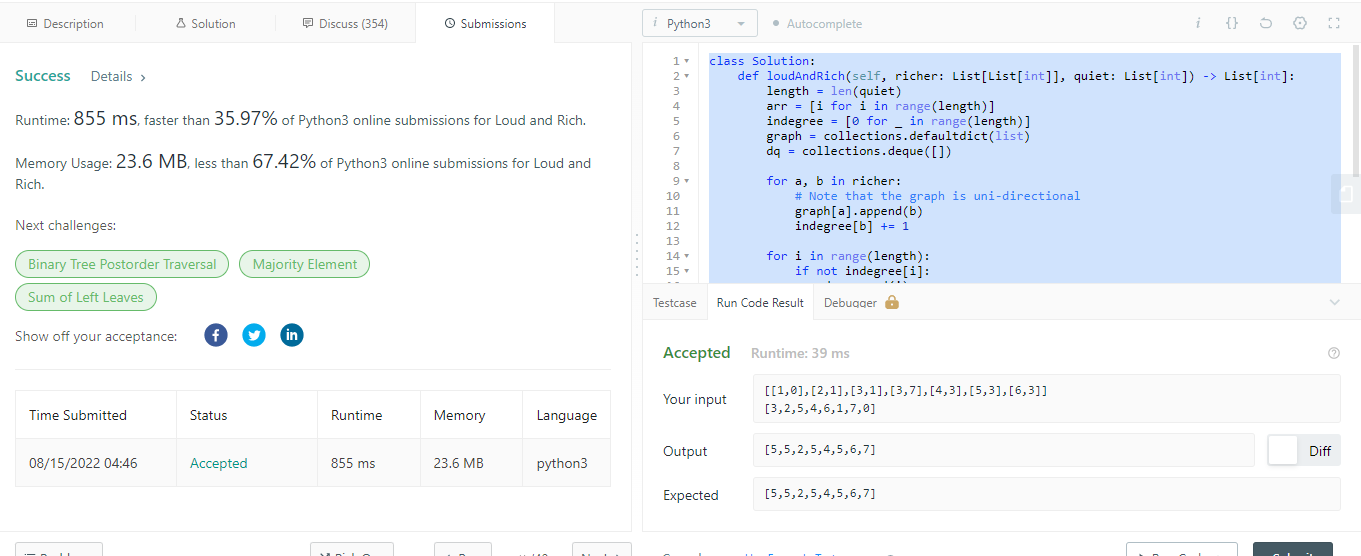 Description
Solution
Discuss (354)
Submissions
Success Details >
Runtime: 855 ms, faster than 35.97% of Python3 online submissions for Loud and Rich.
Memory Usage: 23.6 MB, less than 67.42% of Python3 online submissions for Loud and
Rich.
Next challenges:
Binary Tree Postorder Traversal
Majority Element
Sum of Left Leaves
Show off your acceptance:
Time Submitted Status Runtime Memory Language
08/15/2022 04:46 Accepted 855 ms 23.6 MB python3
i Python3
Autocomplete
i {}
1 class Solution:
2 def loudAndRich(self, richer: List[List[int]], quiet: List[int]) -> List[int]:
3 length = len(quiet)
4 arr = [i for i in range(length)]
5 indegree = [0 for _ in range(length)]
6 graph = collections.defaultdict(list)
7 dq = collections.deque([])
8
9 for a, b in richer:
10 # Note that the graph is uni-directional
11 graph[a].append(b)
12 indegree[b] += 1
13
14 for i in range(length):
15 if not indegree[i]:
Testcase
Run Code Result
Debugger
Accepted Runtime: 39 ms
Your input
[[1,0],[2,1],[3,1],[3,7],[4,3],[5,3],[6,3]]
[3,2,5,4,6,1,7,0]
Output
[5,5,2,5,4,5,6,7]
Diff
Expected
[5,5,2,5,4,5,6,7]